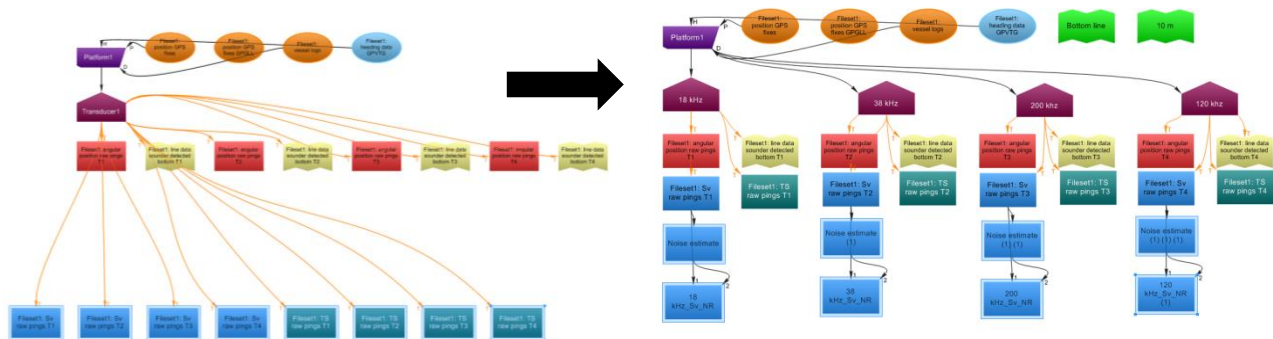 Fileset1:
position GPS
fixes
Fileset1:
position GPS
fixes GPGLL
Fileset1:
vessel logs
Fileset1:
heading data
GPVTG
Platform1
Transducer1
Fileset1: angular
position raw pings
T1
Fileset1: line data
sounder detected
bottom T1
Fileset1: angular
position raw pings
Fileset1: line data
sounder detected
bottom T2
Fileset1: angular
position raw pings
Fileset1: line data
sounder detected
bottom T3
Fileset1: angular
position raw pings
Fileset1: line data
sounder detected
bottom T4
Fileset1: Sv
raw pings T1
Fileset1: Sv
raw pings T2
Fileset1: Sv
raw pings T3
Fileset1: Sv
raw pings T4
Fileset1: TS
raw pings T1
Fileset1: TS
raw pings T2
Fileset1: TS
raw pings T3
Fileset1: TS
raw pings T4
Fileset1:
position GPS
fixes
Fileset1:
position GPS
fixes GPGLL
Fileset1:
vessel logs
Fileset1:
heading data
GPVTG
Bottom line
10 m
H
P
D
Platform1
18 kHz
38 kHz
200 khz
120 khz
Fileset1: angular
position raw pings
T1
Fileset1: line data
sounder detected
bottom T1
Fileset1: angular
position raw pings
T2
Fileset1: line data
sounder detected
bottom T2
Fileset1: angular
position raw pings
T3
Fileset1: line data
sounder detected
bottom T3
Fileset1: angular
position raw pings
T4
Fileset1: line data
sounder detected
bottom T4
Fileset1: Sv
raw pings T1
Fileset1: TS
raw pings T1
Fileset1: Sv
raw pings T2
Fileset1: TS
raw pings T2
Fileset1: Sv
raw pings T3
Fileset1: TS
raw pings T3
Fileset1: Sv
raw pings T4
Fileset1: TS
raw pings T4
Noise estimate
Noise estimate
(1)
Noise estimate
(1) (1)
Noise estimate
(1) (1) (1)
1
2
1
2
1
2
1
2
18
kHz_Sv_NR
38
kHz_Sv_NR
200
kHz_Sv_NR
120
kHz_Sv_NR
(1)